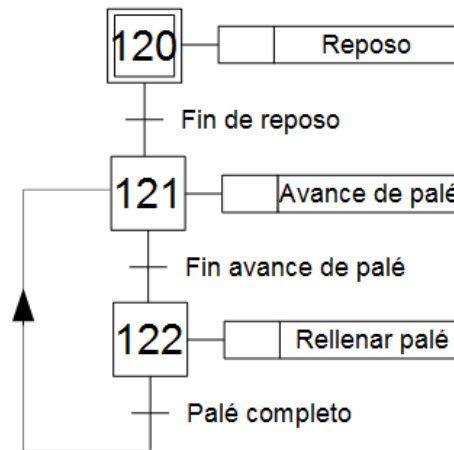 120
Reposo
Fin de reposo
121
Avance de palé
Fin avance de palé
122
Rellenar palé
Palé completo